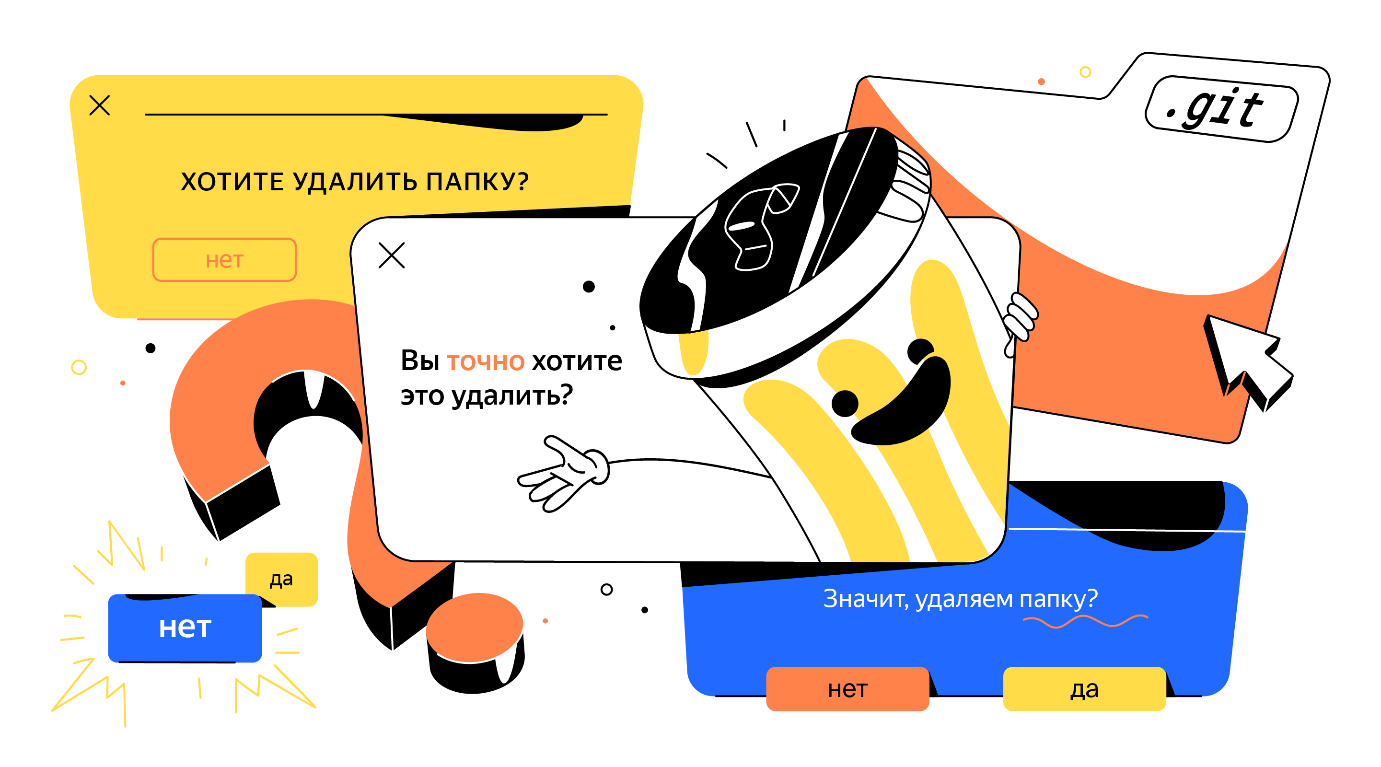 ХОТИТЕ УДАЛИТЬ ПАПКУ?
нет
.git
Вы точно хотите
это удалить?
да
нет
Значит, удаляем папку?
нет
да